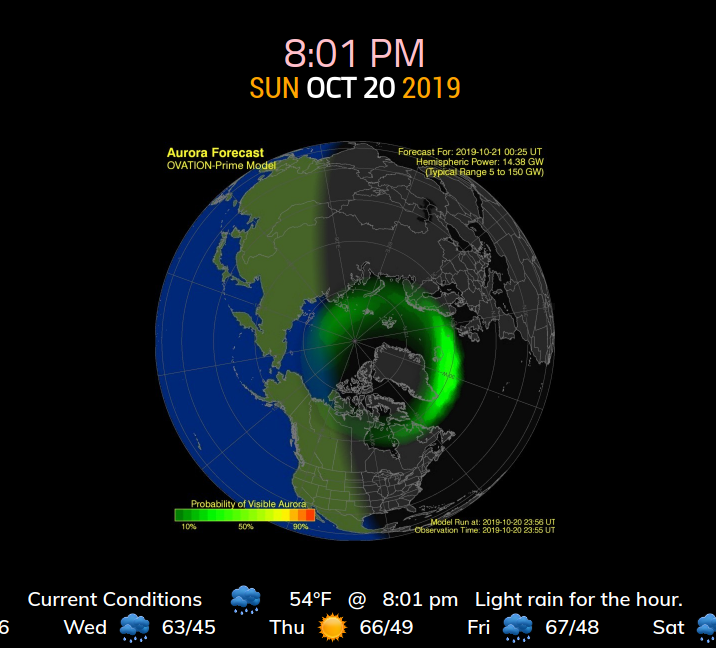 8:01 PM
SUN OCT 20 2019
Aurora Forecast
OVATION-Prime Model
Forecast For: 2019-10-21 00:25 UT
Hemispheric Power: 14.38 GW
(Typical Range 5 to 150 GW)
Probability of Visible Aurora
10% 50% 90%
Model Run at: 2019-10-20 23:56 UT
Observation Time: 2019-10-20 23:55 UT
Current Conditions 54°F @ 8:01 pm Light rain for the hour.
6 Wed 63/45 Thu 66/49 Fri 67/48 Sat